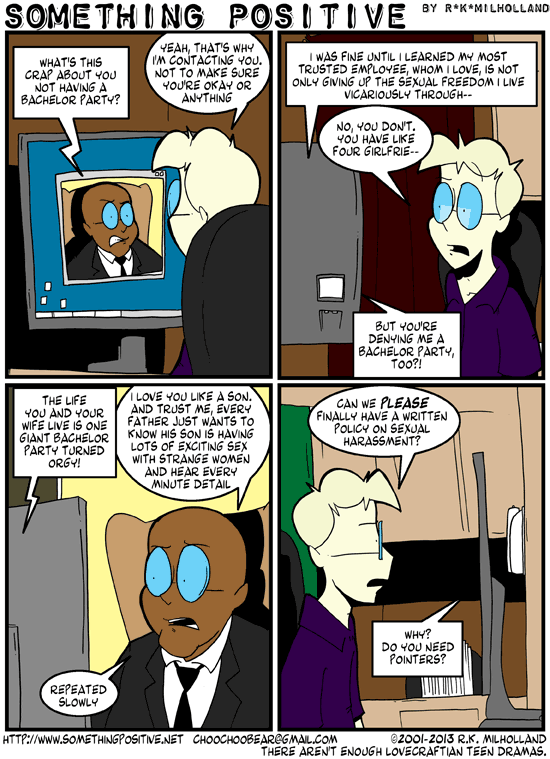 SOMETHING POSITIVE BY R*K*MILHOLLAND
WHAT'S THIS
CRAP ABOUT YOU
NOT HAVING A
BACHELOR PARTY?
YEAH, THAT'S WHY
I'M CONTACTING YOU.
NOT TO MAKE SURE
YOU'RE OKAY OR
ANYTHING
I WAS FINE UNTIL I LEARNED MY MOST
TRUSTED EMPLOYEE, WHOM I LOVE, IS NOT
ONLY GIVING UP THE SEXUAL FREEDOM I LIVE
VICARIOUSLY THROUGH--
NO, YOU DON'T.
YOU HAVE LIKE
FOUR GIRLFRIE--
BUT YOU'RE
DENYING ME A
BACHELOR PARTY,
TOO?!
THE LIFE
YOU AND YOUR
WIFE LIVE IS ONE
GIANT BACHELOR
PARTY TURNED
ORGY!
I LOVE YOU LIKE A SON.
AND TRUST ME, EVERY
FATHER JUST WANTS TO
KNOW HIS SON IS HAVING
LOTS OF EXCITING SEX
WITH STRANGE WOMEN
AND HEAR EVERY
MINUTE DETAIL
REPEATED
SLOWLY
CAN WE PLEASE
FINALLY HAVE A WRITTEN
POLICY ON SEXUAL
HARASSMENT?
WHY?
DO YOU NEED
POINTERS?
HTTP://WWW.SOMETHINGPOSITIVE.NET CHOOCHOOBEAR@GMAIL.COM ©2001-2013 R.K. MILHOLLAND
THERE AREN'T ENOUGH LOVECRAFTIAN TEEN DRAMAS.